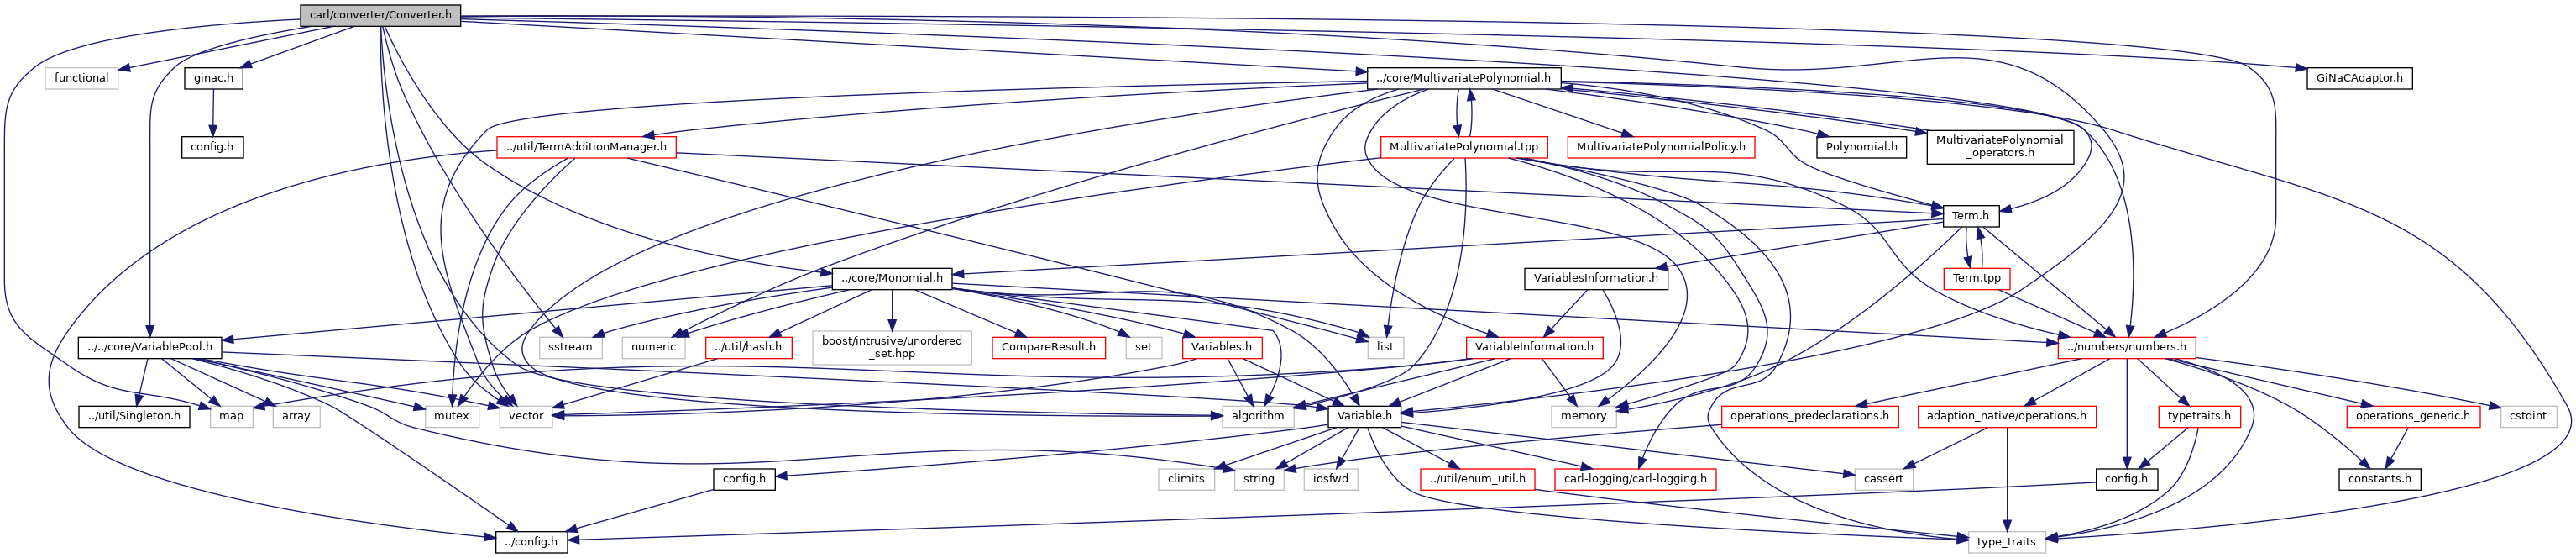 carl/converter/Converter.h
functional
ginac.h
../core/MultivariatePolynomial.h
GiNaCAdaptor.h
config.h
../util/TermAdditionManager.h
MultivariatePolynomial.tpp
MultivariatePolynomialPolicy.h
Polynomial.h
MultivariatePolynomial
_operators.h
Term.h
../core/Monomial.h
VariablesInformation.h
Term.tpp
../../core/VariablePool.h
sstream
numeric
../util/hash.h
boost/intrusive/unordered
_set.hpp
CompareResult.h
set
Variables.h
list
VariableInformation.h
../numbers/numbers.h
../util/Singleton.h
map
array
mutex
vector
algorithm
Variable.h
memory
operations_predeclarations.h
adaption_native/operations.h
typetraits.h
operations_generic.h
cstdint
config.h
climits
string
iosfwd
../util/enum_util.h
carl-logging/carl-logging.h
cassert
config.h
constants.h
../config.h
type_traits